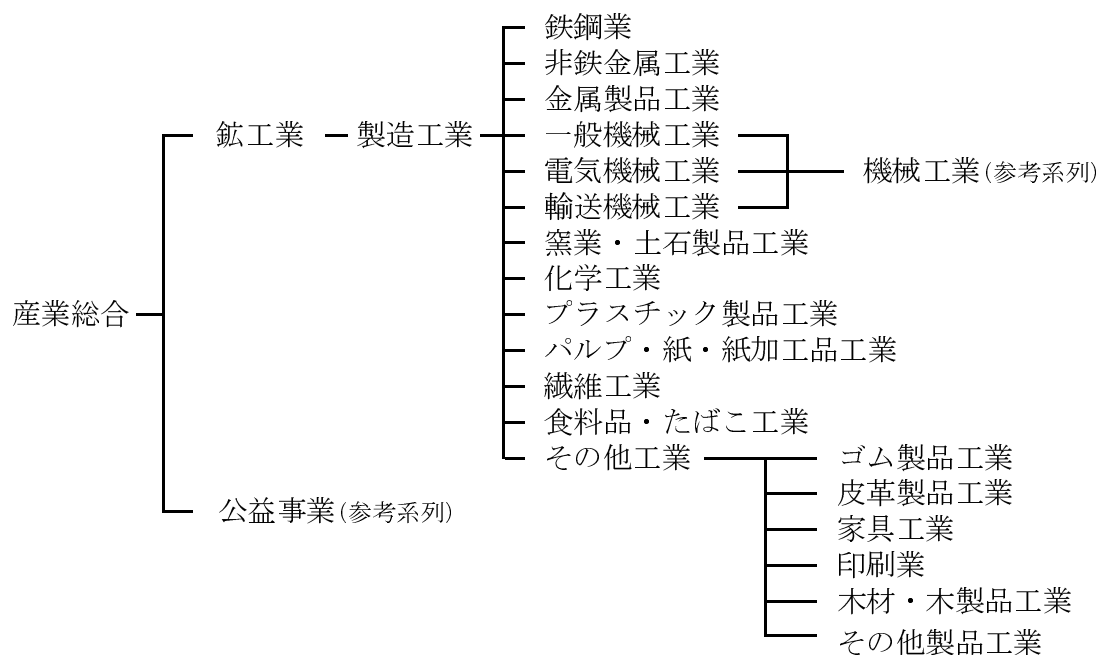 鉄鋼業
非鉄金属工業
金属製品工業
鉱工業 製造工業 一般機械工業
電気機械工業 機械工業(参考系列)
輸送機械工業
窯業・土石製品工業
化学工業
産業総合 プラスチック製品工業
パルプ・紙・紙加工品工業
繊維工業
食料品・たばこ工業
その他工業 ゴム製品工業
皮革製品工業
公益事業(参考系列)
家具工業
印刷業
木材・木製品工業
その他製品工業